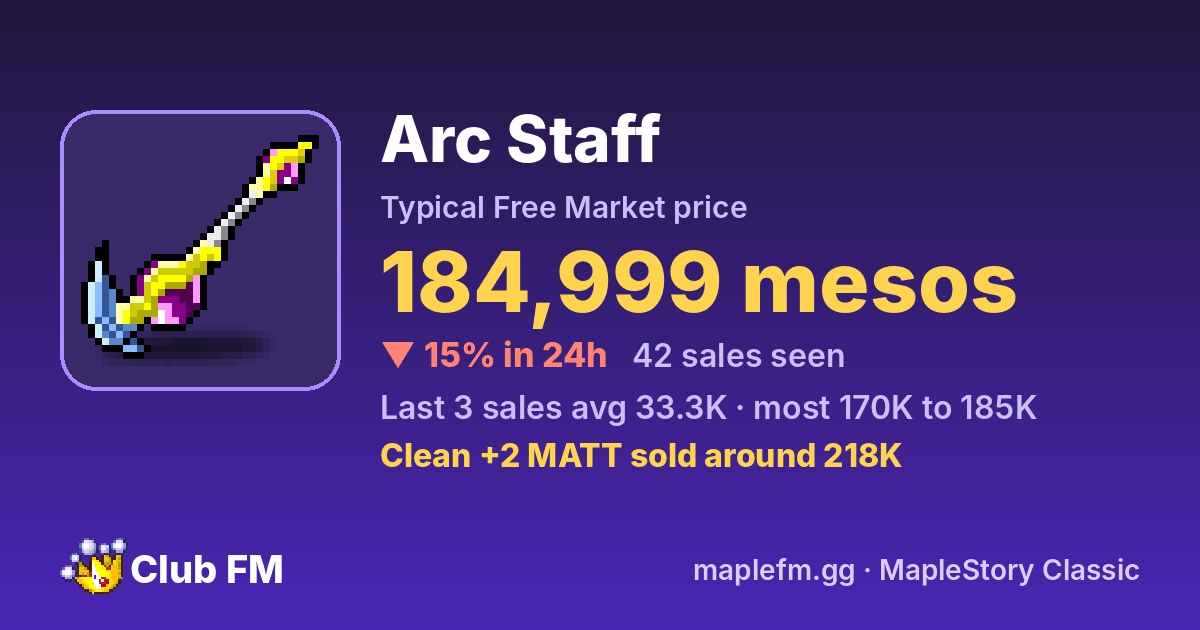 Arc Staff
Typical Free Market price
184,999 mesos
▼ 15% in 24h 42 sales seen
Last 3 sales avg 33.3K · most 170K to 185K
Clean +2 MATT sold around 218K
Club FM
maplefm.gg · MapleStory Classic